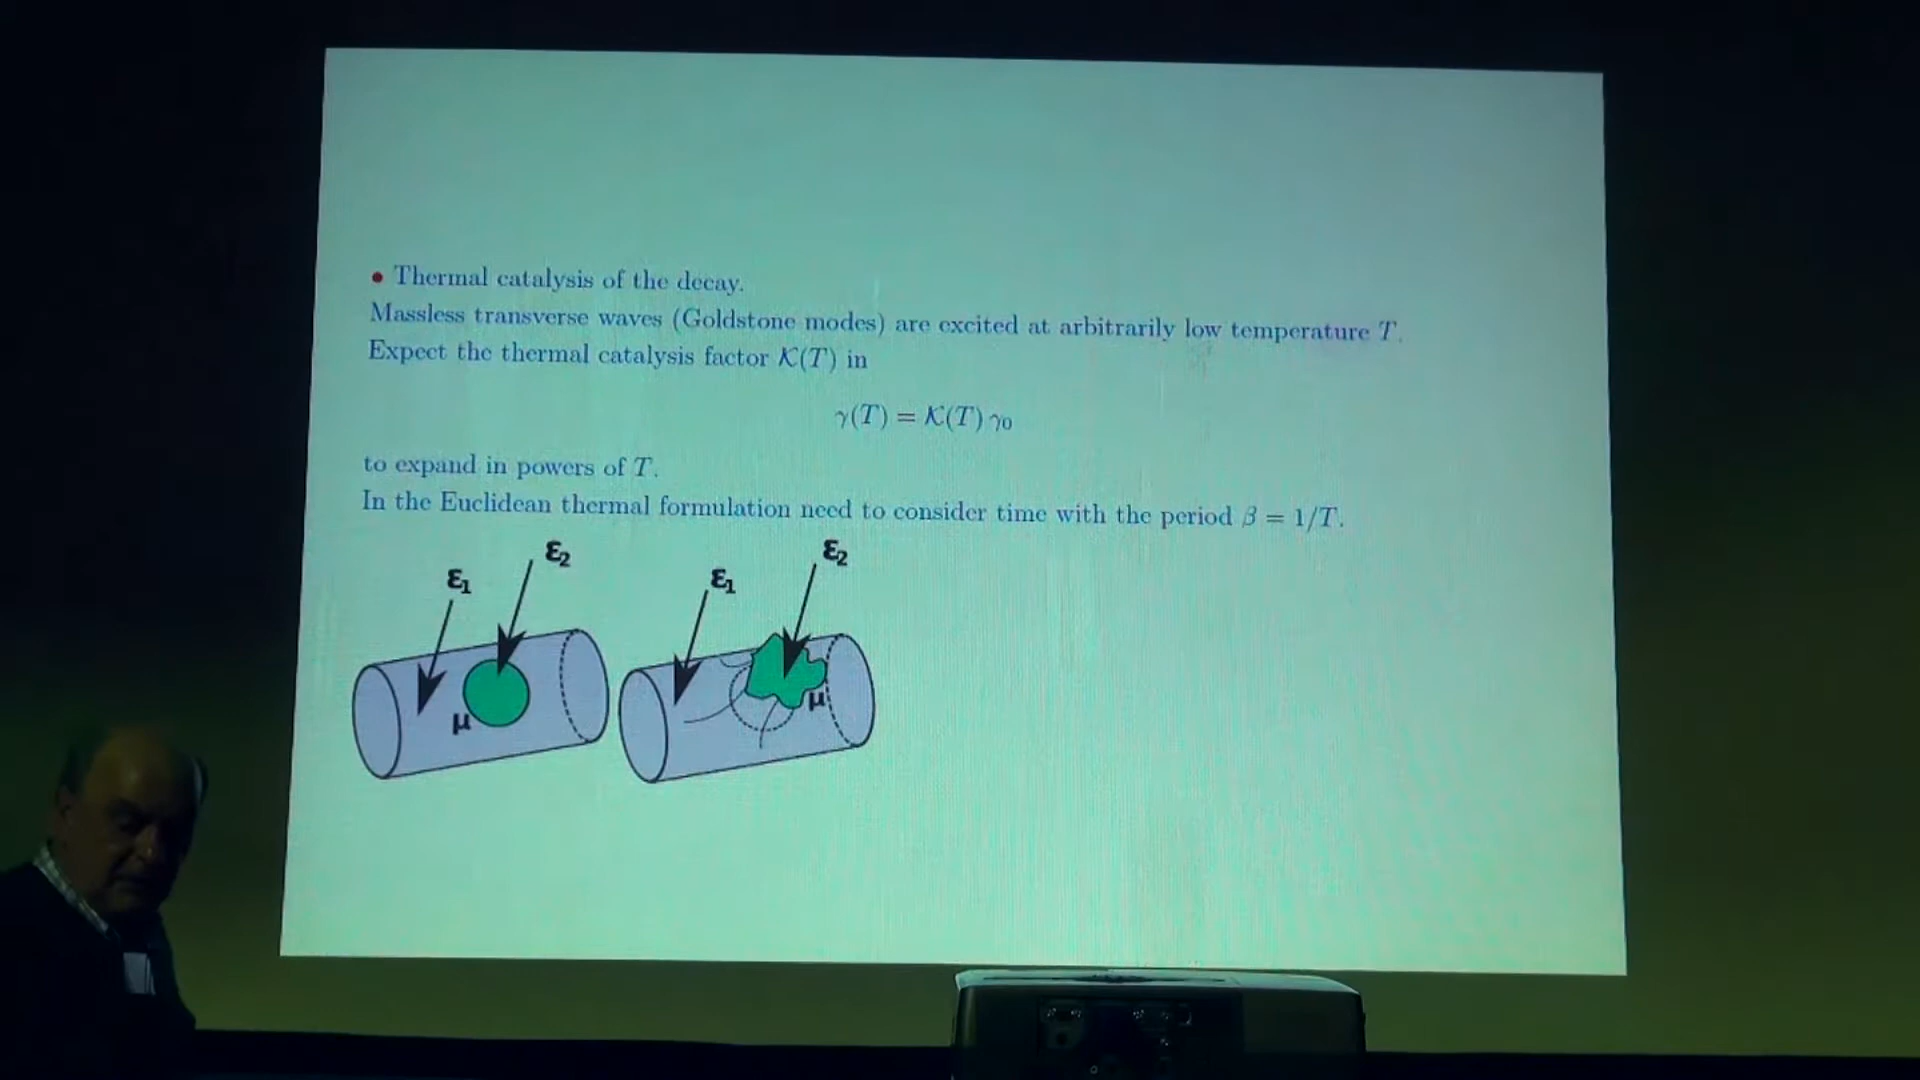 • Thermal catalysis of the decay.
Massless transverse waves (Goldstone modes) are excited at arbitrarily low temperature T.
Expect the thermal catalysis factor 𝒦(T) in
γ(T) = 𝒦(T) γ₀
to expand in powers of T.
In the Euclidean thermal formulation need to consider time with the period β = 1/T.
ε₁ ε₂ ε₁ ε₂
μ μ